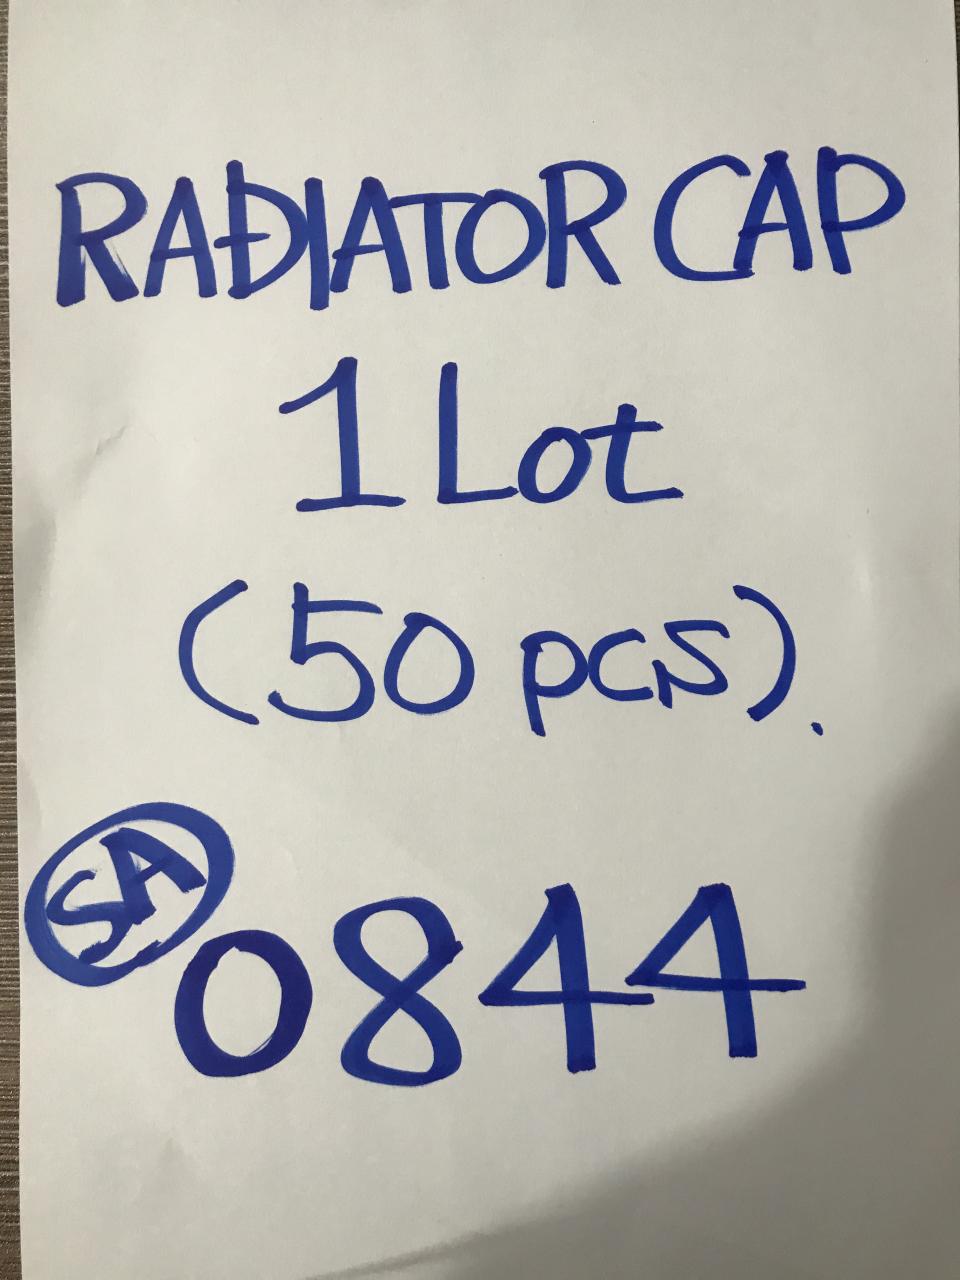 RADIATOR CAP
1 Lot
(50 pcs).
SA 0844